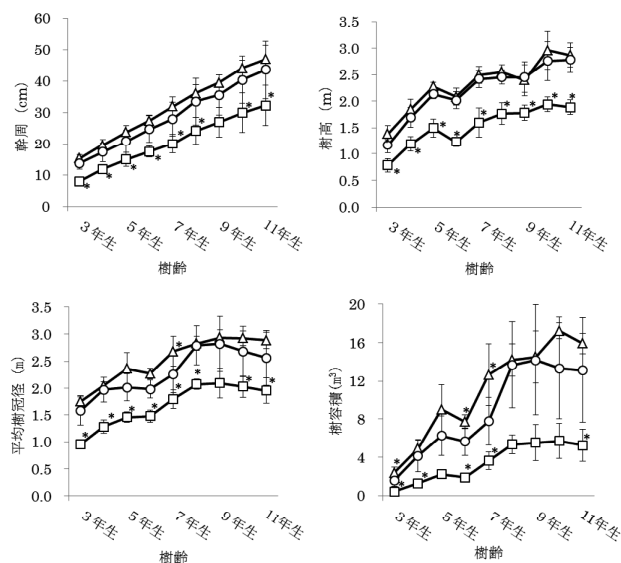 60
50
40
30
20
10
0
幹周 (cm)
3年生
5年生
7年生
9年生
11年生
樹齢
3.5
3.0
2.5
2.0
1.5
1.0
0.5
0.0
樹高 (m)
3年生
5年生
7年生
9年生
11年生
樹齢
3.5
3.0
2.5
2.0
1.5
1.0
0.5
0.0
平均樹冠径 (m)
3年生
5年生
7年生
9年生
11年生
樹齢
20
16
12
8
4
0
樹容積(m³)
3年生
5年生
7年生
9年生
11年生
樹齢